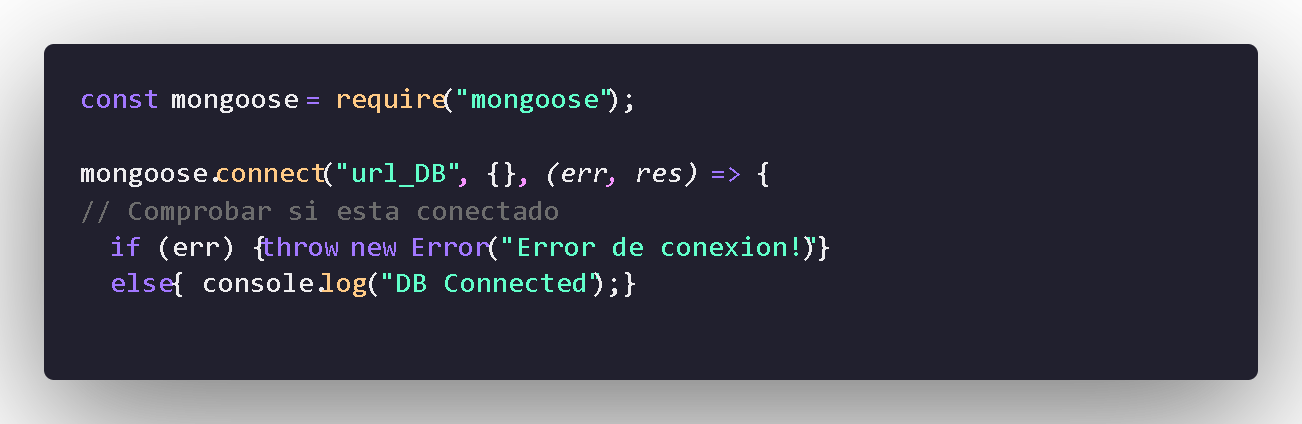 const mongoose = require("mongoose");
mongoose.connect("url_DB", {}, (err, res) => {
// Comprobar si esta conectado
if (err) {throw new Error("Error de conexion!")}
else{ console.log("DB Connected");}